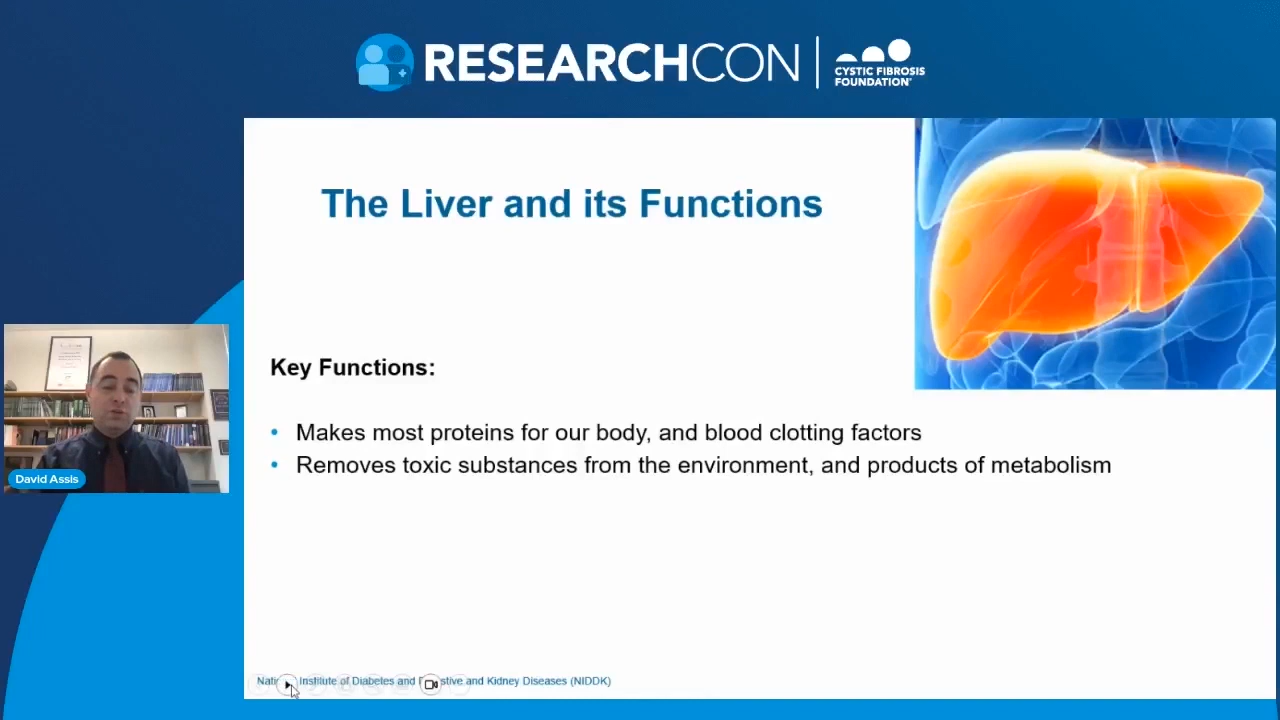 RESEARCHCON
CYSTIC FIBROSIS
FOUNDATION
The Liver and its Functions
Key Functions:
• Makes most proteins for our body, and blood clotting factors
• Removes toxic substances from the environment, and products of metabolism
David Assis
Institute of Diabetes and and Kidney Diseases (NIDDK)